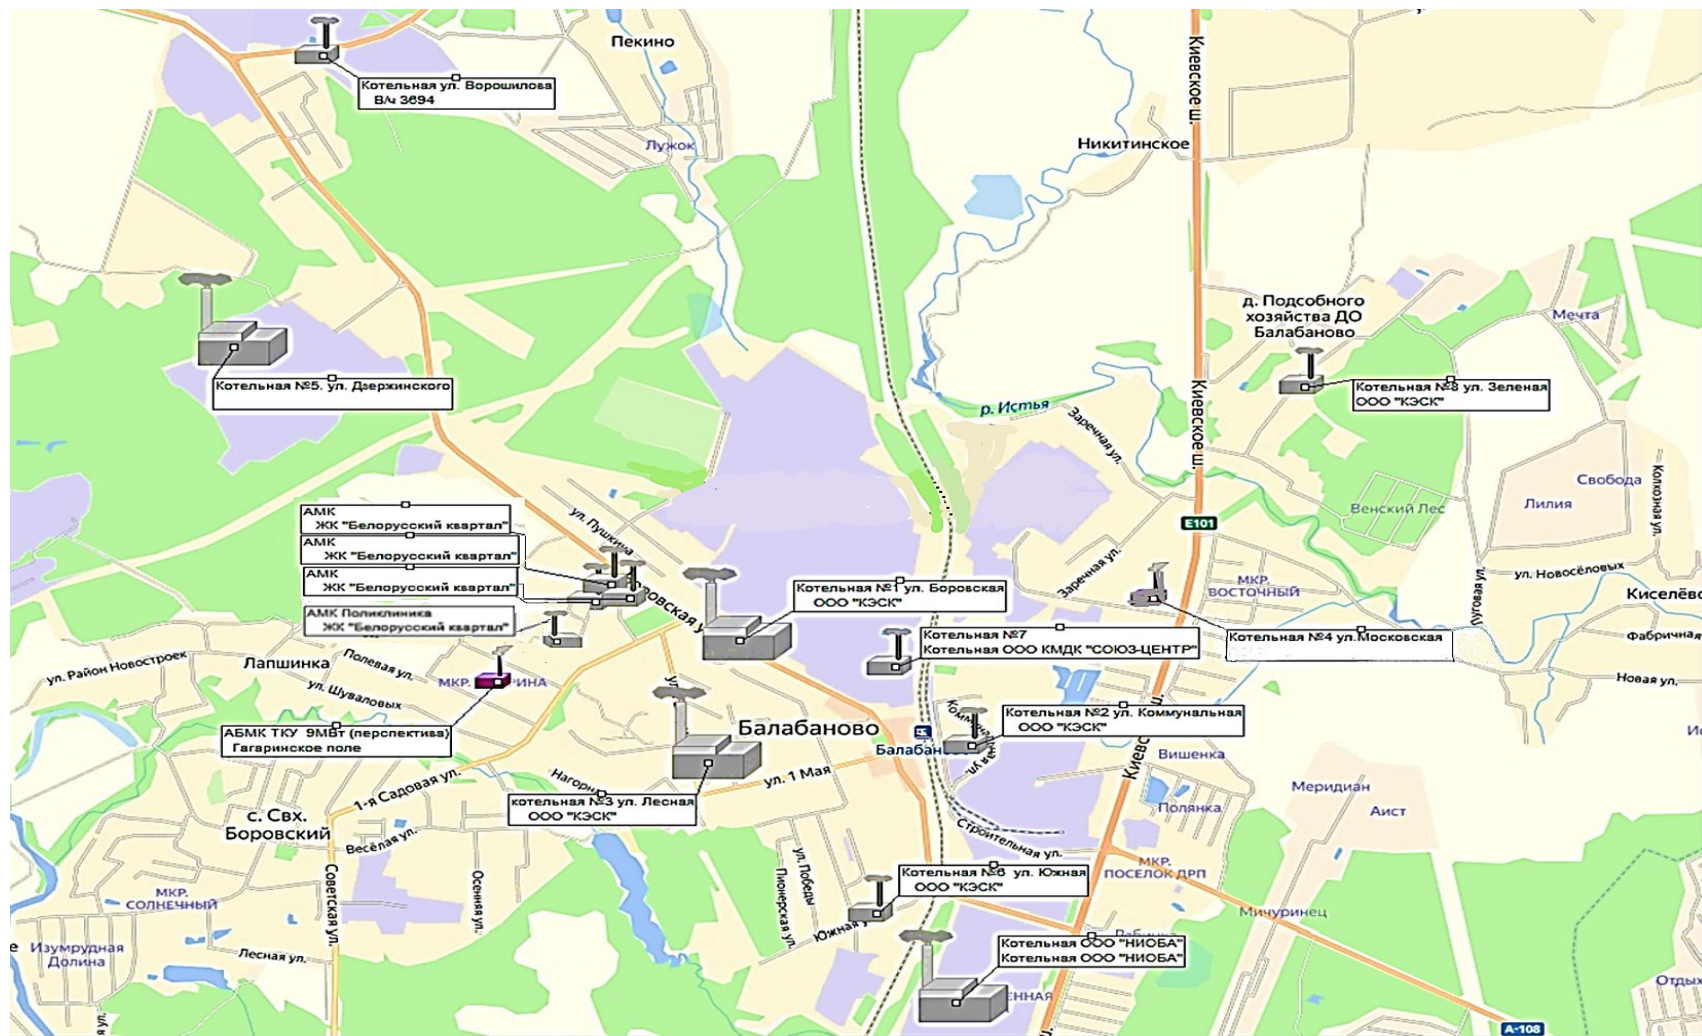 Пекино
Киевское ш.
Котельная ул. Ворошилова
В/ч 3694
Лужок
Никитинское
д. Подсобного
хозяйства ДО
Балабаново
Мечта
Котельная №5. ул. Дзержинского
Котельная №8 ул. Зеленая
ООО "КЭСК"
р. Истья
Заречная ул.
Киевское ш.
Свобода
Лилия
Колхозная ул.
Венский Лес
E101
АМК
ЖК "Белорусский квартал"
АМК
ЖК "Белорусский квартал"
АМК
ЖК "Белорусский квартал"
АМК Поликлиника
ЖК "Белорусский квартал"
ул. Пушкина
Котельная №1 ул. Боровская
ООО "КЭСК"
Заречная ул.
МКР.
ВОСТОЧНЫЙ
ул. Новосёловых
Луговая ул.
Киселёво
Котельная №7
Котельная ООО КМДК "СОЮЗ-ЦЕНТР"
Котельная №4 ул.Московская
Фабричная
Новая ул.
ул. Район Новостроек
Лапшинка
Полевая ул.
ул. Шуваловых
МКР.
АБМК ТКУ 9МВт (перспектива)
Гагаринское поле
Балабаново
Котельная №2 ул. Коммунальная
ООО "КЭСК"
Вишенка
ул. 1 Мая
1-я Садовая ул.
котельная №3 ул. Лесная
ООО "КЭСК"
Полянка
Меридиан
Аист
с. Свх.
Боровский
Весёлая ул.
Строительная ул.
МКР.
ПОСЕЛОК ДРП
Котельная №6 ул. Южная
ООО "КЭСК"
ул. Победы
Пионерская ул.
Осенняя ул.
Советская ул.
МКР.
СОЛНЕЧНЫЙ
Мичуринец
Изумрудная
Долина
Лесная ул.
Котельная ООО "НИОБА"
Котельная ООО "НИОБА"
Отдых
A-108